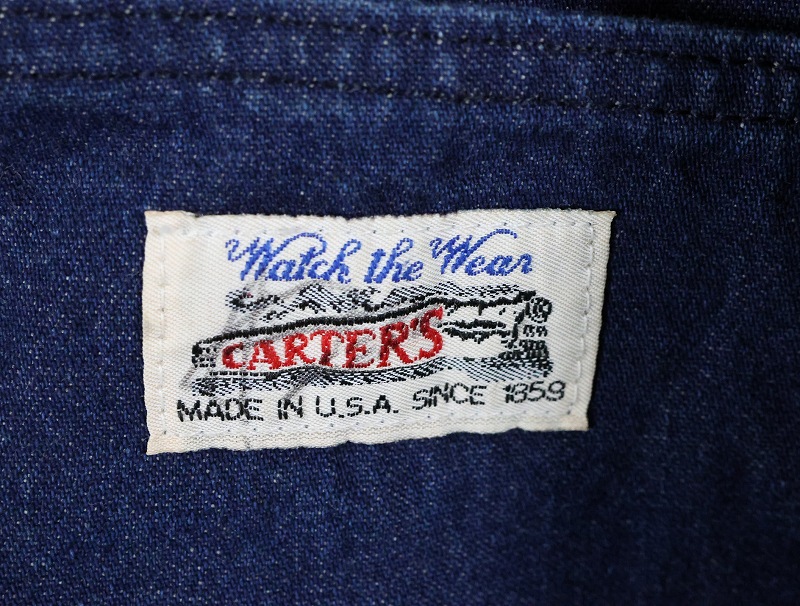 Watch the Wear
CARTER'S
MADE IN U.S.A. SINCE 1859